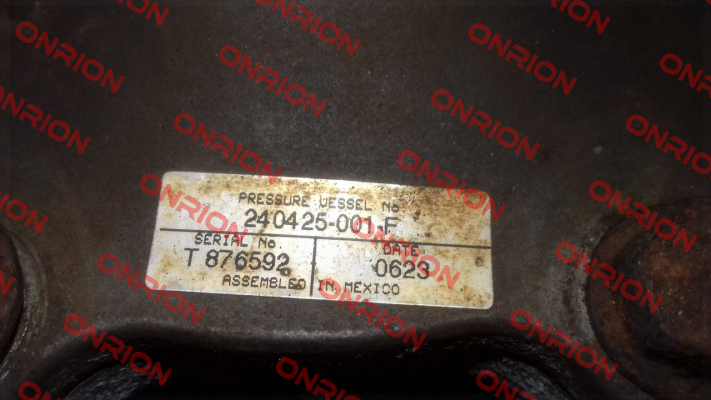 PRESSURE VESSEL No.
240425-001 F
SERIAL No
DATE
T 876592
0623
ASSEMBLED IN MEXICO
ONRION